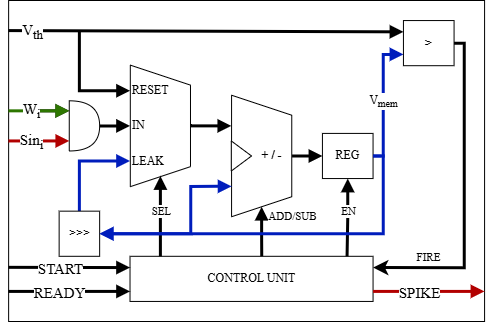 Vth
>
RESET
Vmem
Wi
IN
+ / -
Sini
LEAK
REG
SEL
ADD/SUB
EN
>>>
FIRE
START
CONTROL UNIT
READY
SPIKE